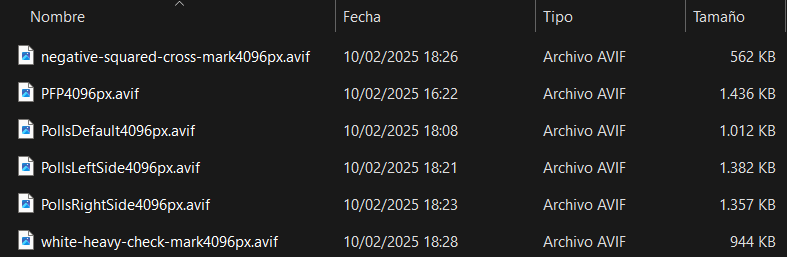 Nombre Fecha Tipo Tamaño
negative-squared-cross-mark4096px.avif 10/02/2025 18:26 Archivo AVIF 562 KB
PFP4096px.avif 10/02/2025 16:22 Archivo AVIF 1.436 KB
PollsDefault4096px.avif 10/02/2025 18:08 Archivo AVIF 1.012 KB
PollsLeftSide4096px.avif 10/02/2025 18:21 Archivo AVIF 1.382 KB
PollsRightSide4096px.avif 10/02/2025 18:23 Archivo AVIF 1.357 KB
white-heavy-check-mark4096px.avif 10/02/2025 18:28 Archivo AVIF 944 KB